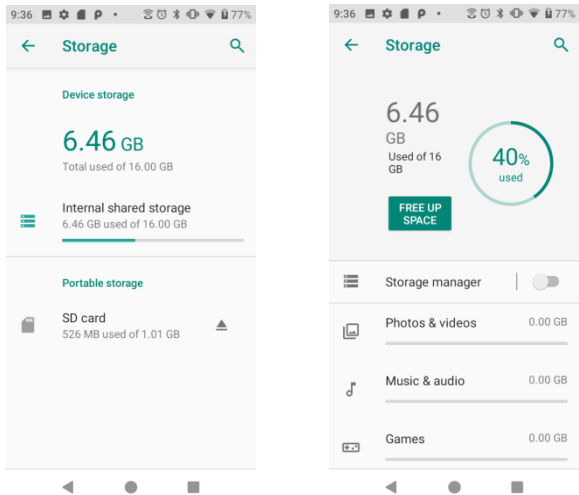 9:36
77%
Storage
Device storage
6.46 GB
Total used of 16.00 GB
Internal shared storage
6.46 GB used of 16.00 GB
Portable storage
SD card
526 MB used of 1.01 GB
9:36
77%
Storage
6.46
GB
Used of 16
GB
40%
used
FREE UP
SPACE
Storage manager
Photos & videos 0.00 GB
Music & audio 0.00 GB
Games 0.00 GB